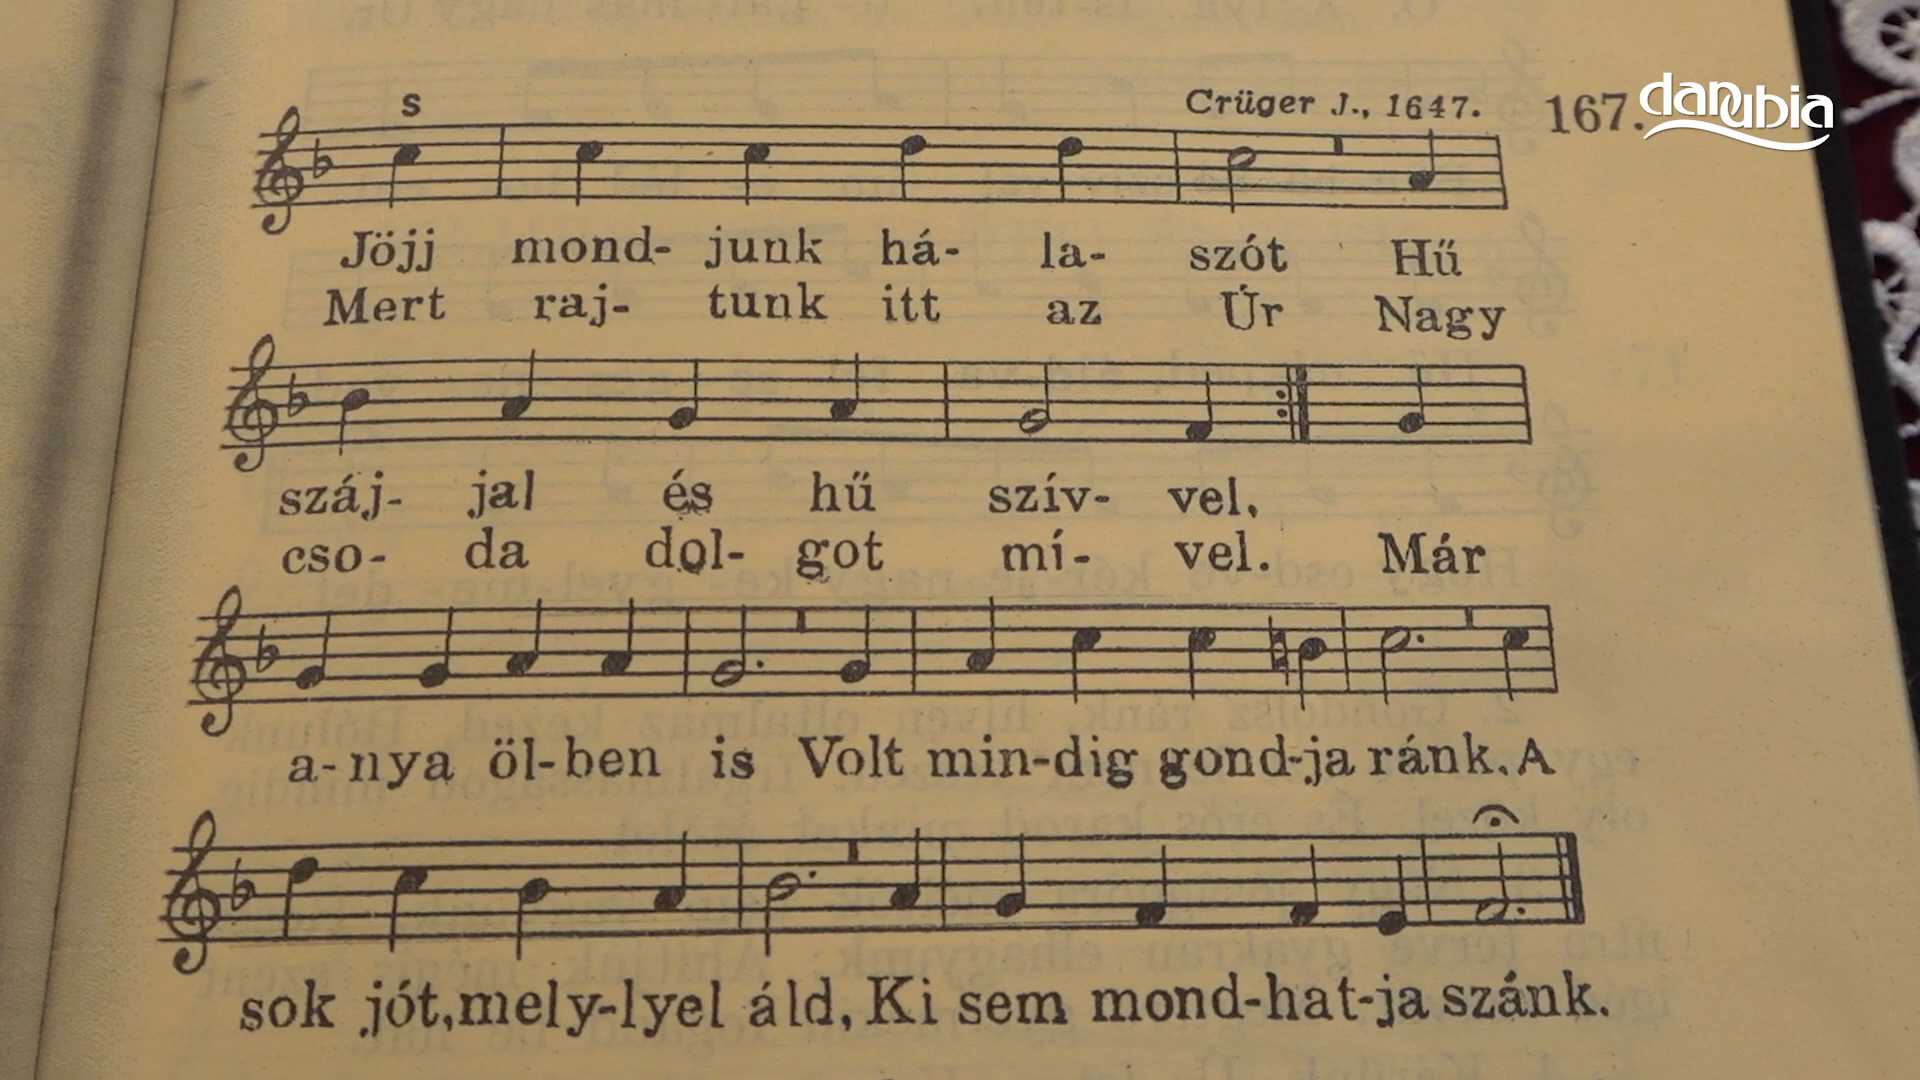 danubia
S Crüger J., 1647. 167.
Jöjj mond- junk há- la- szót Hű
Mert raj- tunk itt az Úr Nagy
száj- jal és hű szív- vel,
cso- da dol- got mí- vel. Már
a-nya öl-ben is Volt min-dig gond-ja ránk. A
sok jót, mely-lyel áld, Ki sem mond-hat-ja szánk.